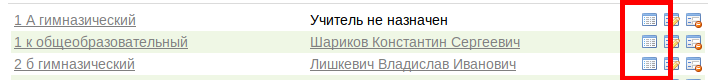 1 А гимназический Учитель не назначен
1 к общеобразовательный Шариков Константин Сергеевич
2 б гимназический Лишкевич Владислав Иванович